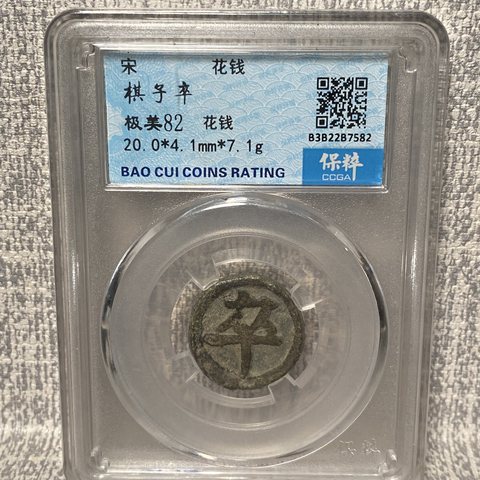 宋 花钱
棋子卒
极美82 花钱
20.0*4.1mm*7.1g
BAO CUI COINS RATING
B3B22B7582
保粹
CCGA
卒